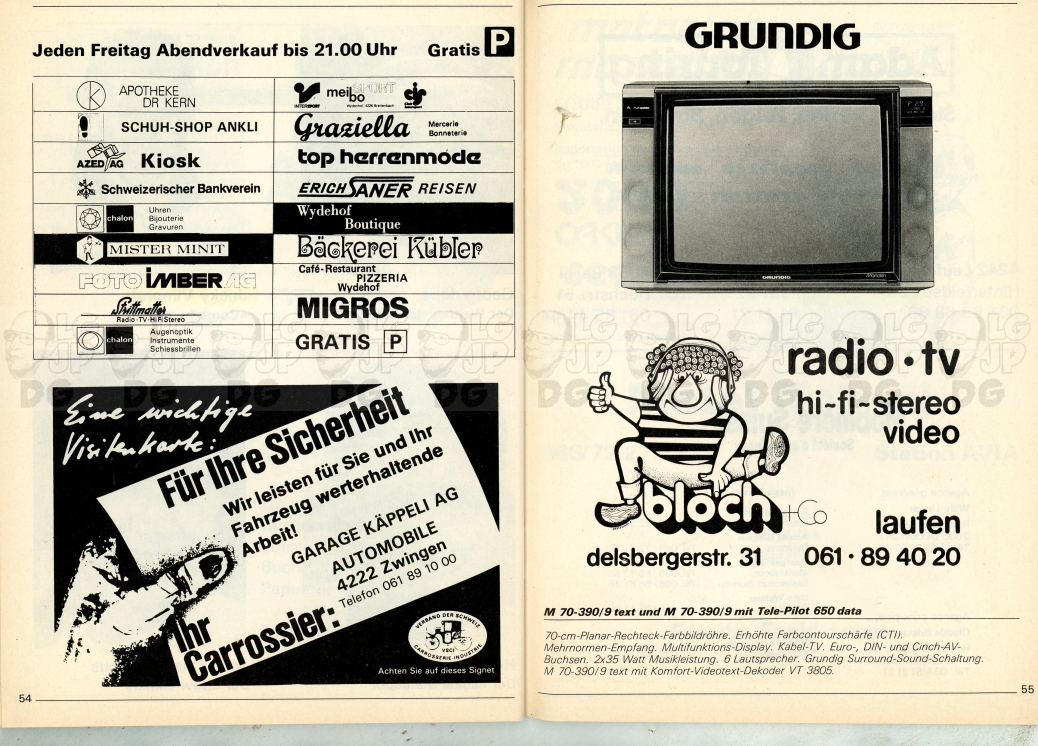 Jeden Freitag Abendverkauf bis 21.00 Uhr Gratis P
APOTHEKE
DR KERN
SCHUH-SHOP ANKLI
AZED AG Kiosk
Schweizerischer Bankverein
chalon Uhren
Bijouterie
Gravuren
MISTER MINIT
FOTO IMBER AG
Strittmatter
Radio·TV·HiFi Stereo
chalon Augenoptik
Instrumente
Schiessbrillen
INTERSPORT meibo SPORT
Wydehof, 4226 Breitenbach
Graziella Mercerie
Bonneterie
top herrenmode
ERICH SANER REISEN
Wydehof
Boutique
Bäckerei Kübler
Café-Restaurant
PIZZERIA
Wydehof
MIGROS
GRATIS P
Eine wichtige
Visitenkarte:
Für Ihre Sicherheit
Wir leisten für Sie und Ihr
Fahrzeug werterhaltende
Arbeit!
GARAGE KÄPPELI AG
AUTOMOBILE
4222 Zwingen
Telefon 061 89 10 00
Ihr
Carrossier:
VERBAND DER SCHWEIZ
VSCI
CARROSSERIE INDUSTRIE
Achten Sie auf dieses Signet
54
GRUNDIG
GRUNDIG
radio·tv
hi-fi-stereo
video
bloch + Co
laufen
delsbergerstr. 31 061·89 40 20
M 70-390/9 text und M 70-390/9 mit Tele-Pilot 650 data
70-cm-Planar-Rechteck-Farbbildröhre. Erhöhte Farbcontourschärfe (CTI).
Mehrnormen-Empfang. Multifunktions-Display. Kabel-TV. Euro-, DIN- und Cinch-AV-
Buchsen. 2x35 Watt Musikleistung. 6 Lautsprecher. Grundig Surround-Sound-Schaltung.
M 70-390/9 text mit Komfort-Videotext-Dekoder VT 3805.
55
LG JP DG